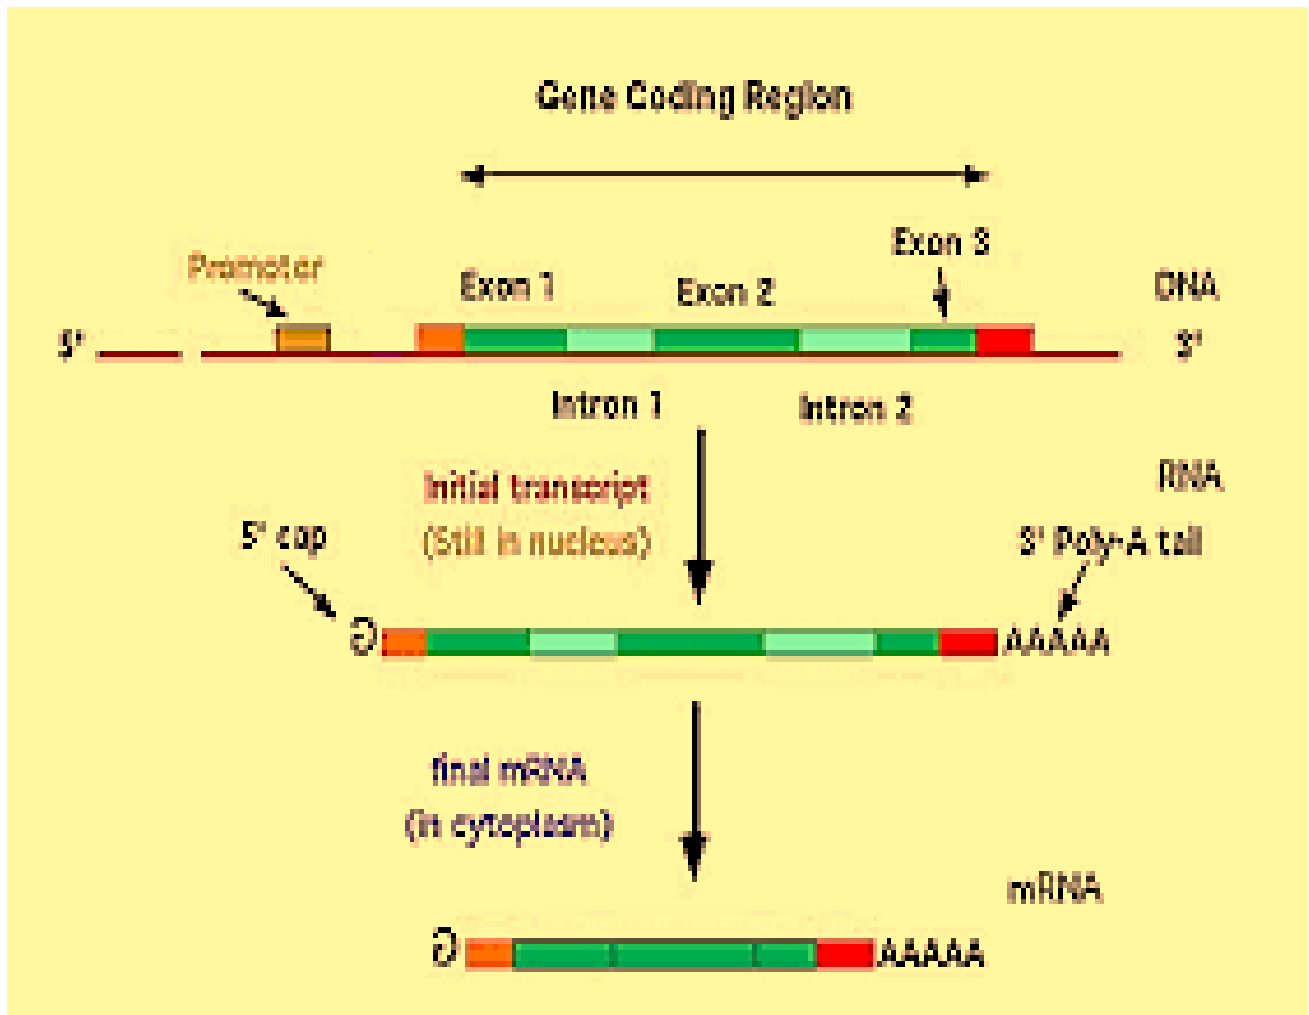 Gene Coding Region
Exon 3
Promoter
Exon 1
Exon 2
DNA
5'
3'
Intron 1
Intron 2
Initial transcript
RNA
5' cap
(Still in nucleus)
3' Poly-A tail
G
AAAAA
final mRNA
(in cytoplasm)
mRNA
G
AAAAA